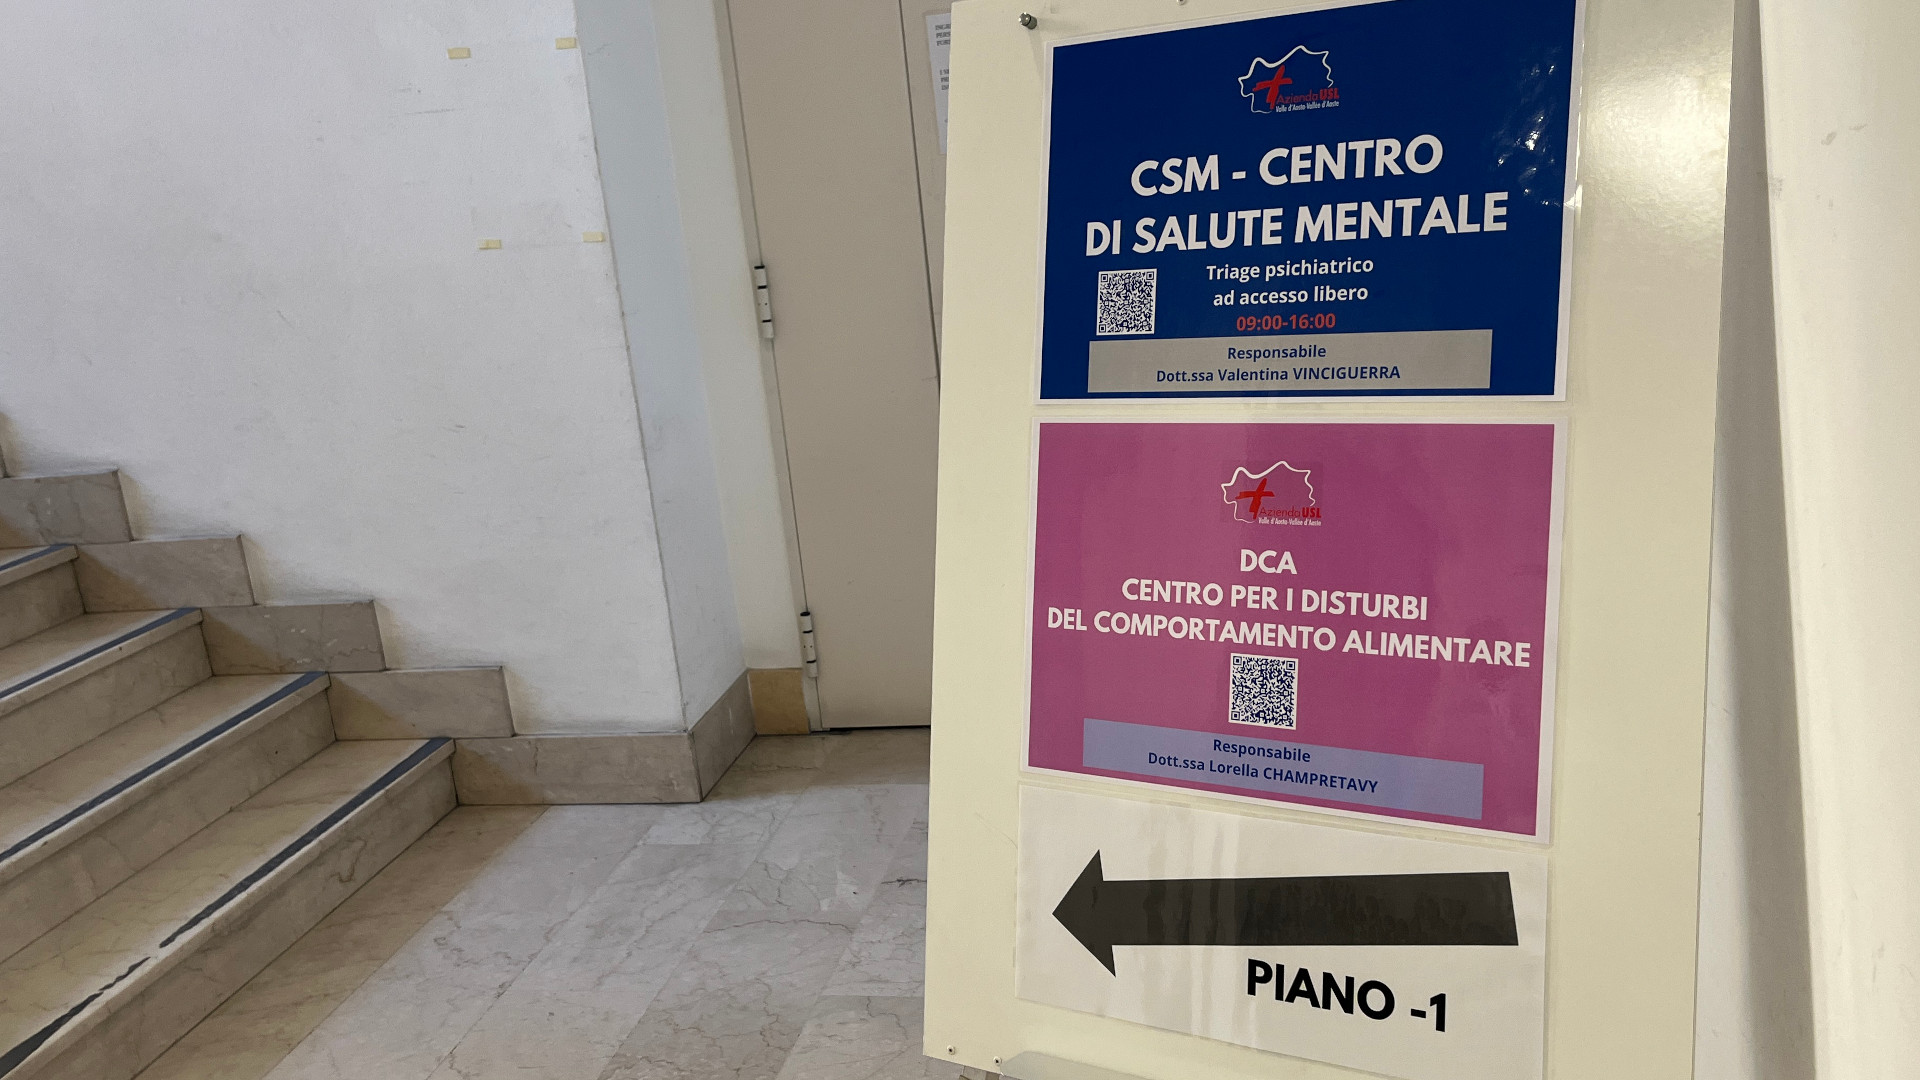 Azienda USL
Valle d'Aosta Vallée d'Aoste
CSM - CENTRO
DI SALUTE MENTALE
Triage psichiatrico
ad accesso libero
09:00-16:00
Responsabile
Dott.ssa Valentina VINCIGUERRA
Azienda USL
Valle d'Aosta Vallée d'Aoste
DCA
CENTRO PER I DISTURBI
DEL COMPORTAMENTO ALIMENTARE
Responsabile
Dott.ssa Lorella CHAMPRETAVY
PIANO -1